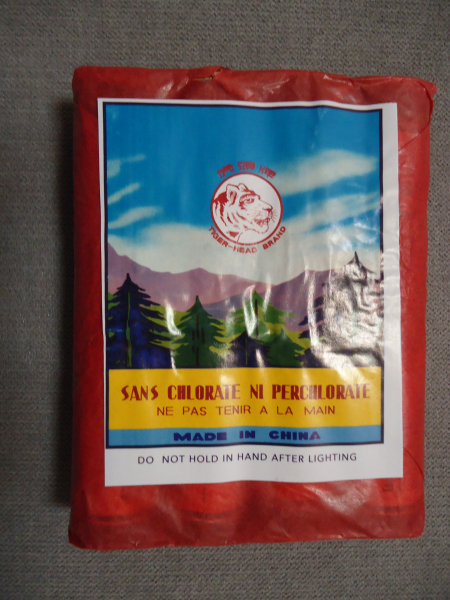 TIGER-HEAD BRAND
SANS CHLORATE NI PERCHLORATE
NE PAS TENIR A LA MAIN
MADE IN CHINA
DO NOT HOLD IN HAND AFTER LIGHTING